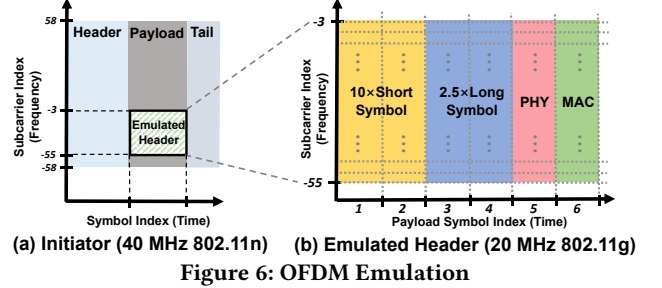 58
Header Payload Tail
-3
Emulated
Header
-55
-58
Subcarrier Index
(Frequency)
Symbol Index (Time)
(a) Initiator (40 MHz 802.11n)
-3
10×Short
Symbol
2.5×Long
Symbol
PHY
MAC
-55
Subcarrier Index
(Frequency)
1 2 3 4 5 6
Payload Symbol Index (Time)
(b) Emulated Header (20 MHz 802.11g)
Figure 6: OFDM Emulation